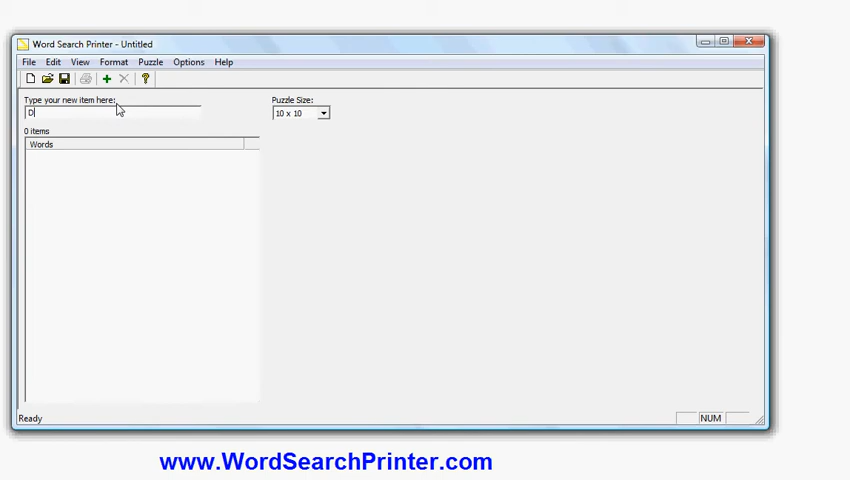 Word Search Printer - Untitled
File Edit View Format Puzzle Options Help
Type your new item here: Puzzle Size:
D 10 x 10
0 items
Words
Ready NUM
www.WordSearchPrinter.com